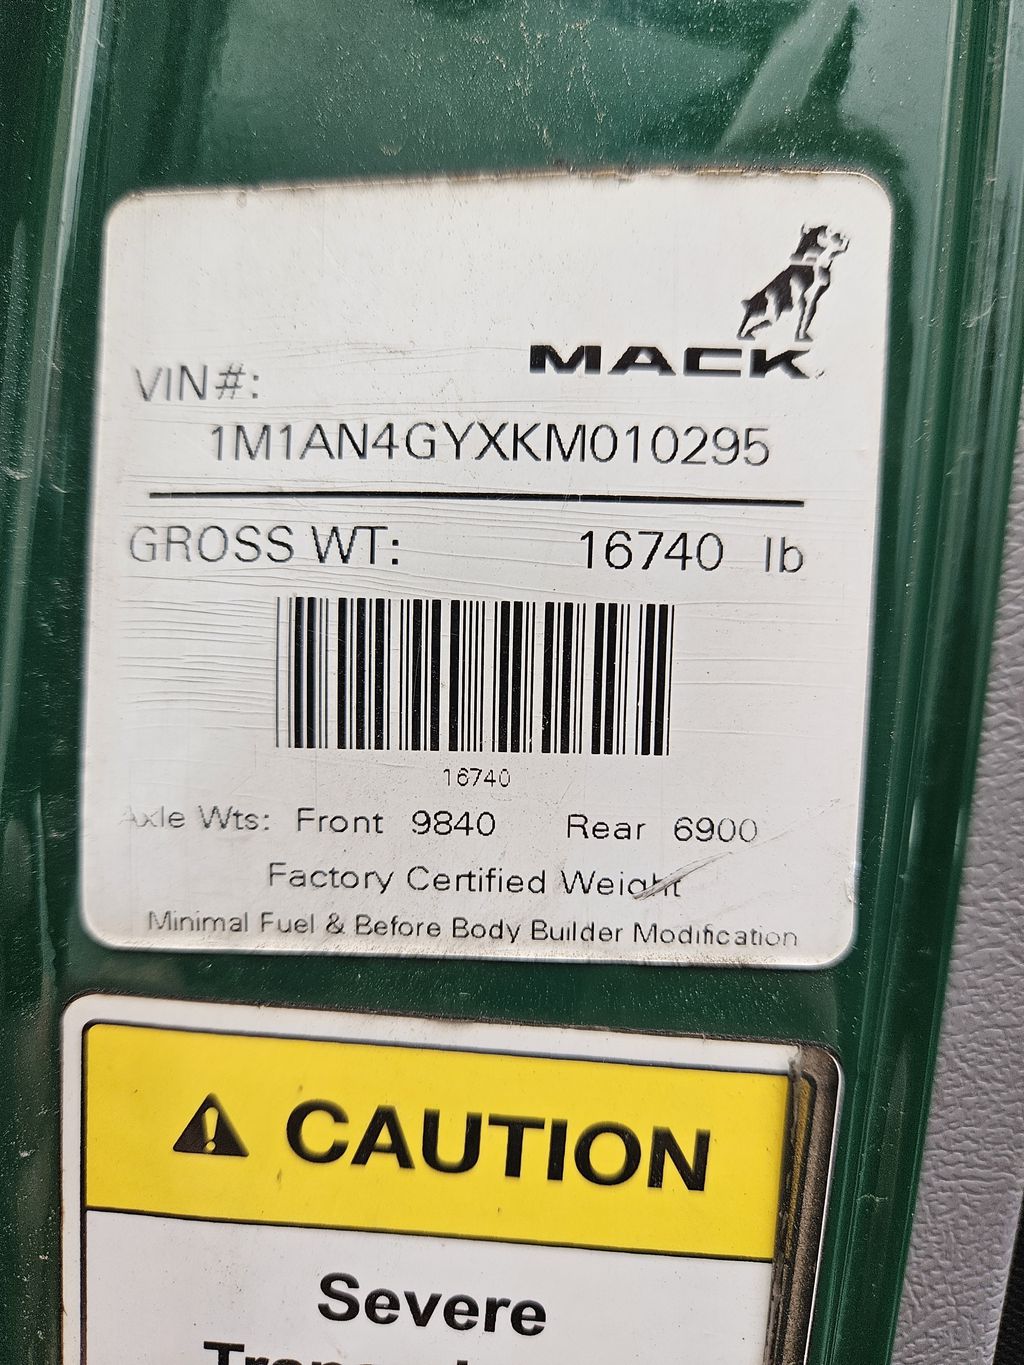 MACK
VIN#:
1M1AN4GYXKM010295
GROSS WT: 16740 lb
16740
Axle Wts: Front 9840 Rear 6900
Factory Certified Weight
Minimal Fuel & Before Body Builder Modification
CAUTION
Severe